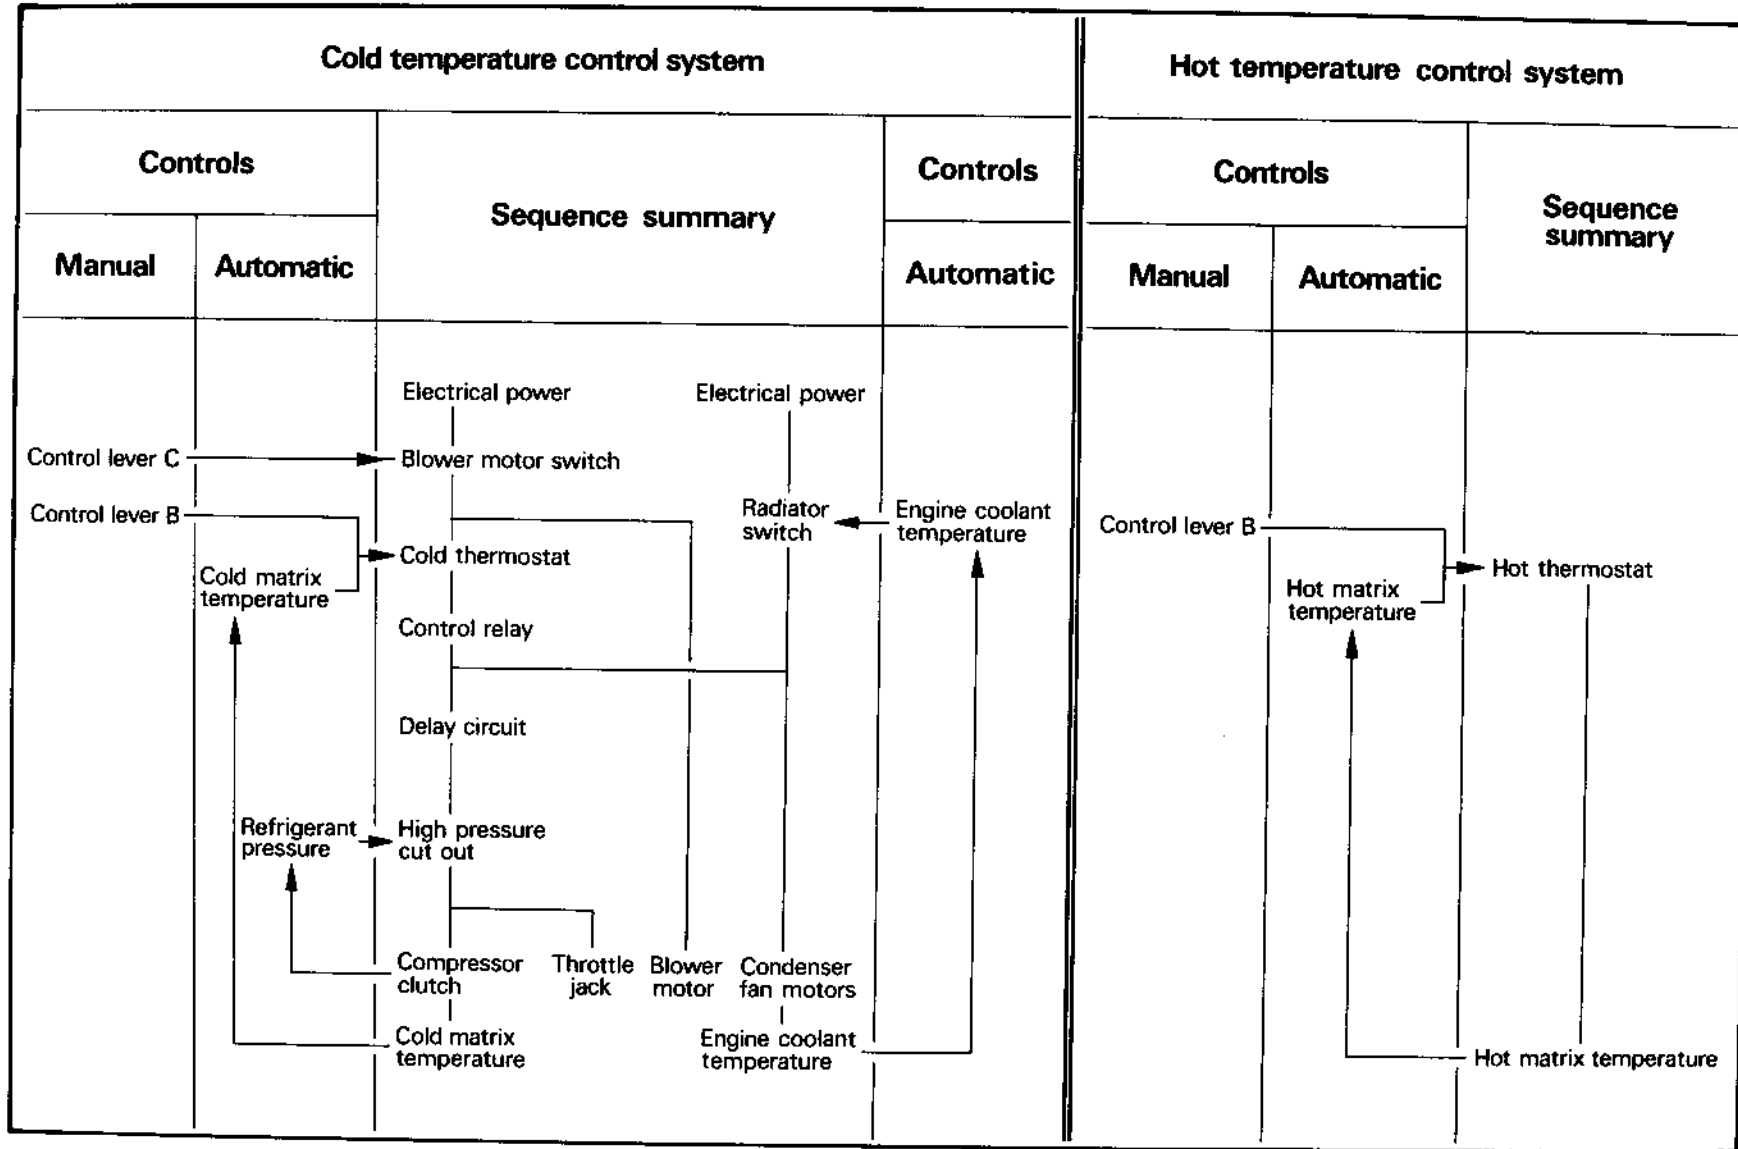 Cold temperature control system
Hot temperature control system
Controls
Sequence summary
Controls
Controls
Sequence
summary
Manual
Automatic
Automatic
Manual
Automatic
Electrical power
Electrical power
Control lever C
Blower motor switch
Control lever B
Radiator
switch
Engine coolant
temperature
Control lever B
Cold thermostat
Cold matrix
temperature
Hot thermostat
Hot matrix
temperature
Control relay
Delay circuit
Refrigerant
pressure
High pressure
cut out
Compressor
clutch
Throttle
jack
Blower
motor
Condenser
fan motors
Cold matrix
temperature
Engine coolant
temperature
Hot matrix temperature